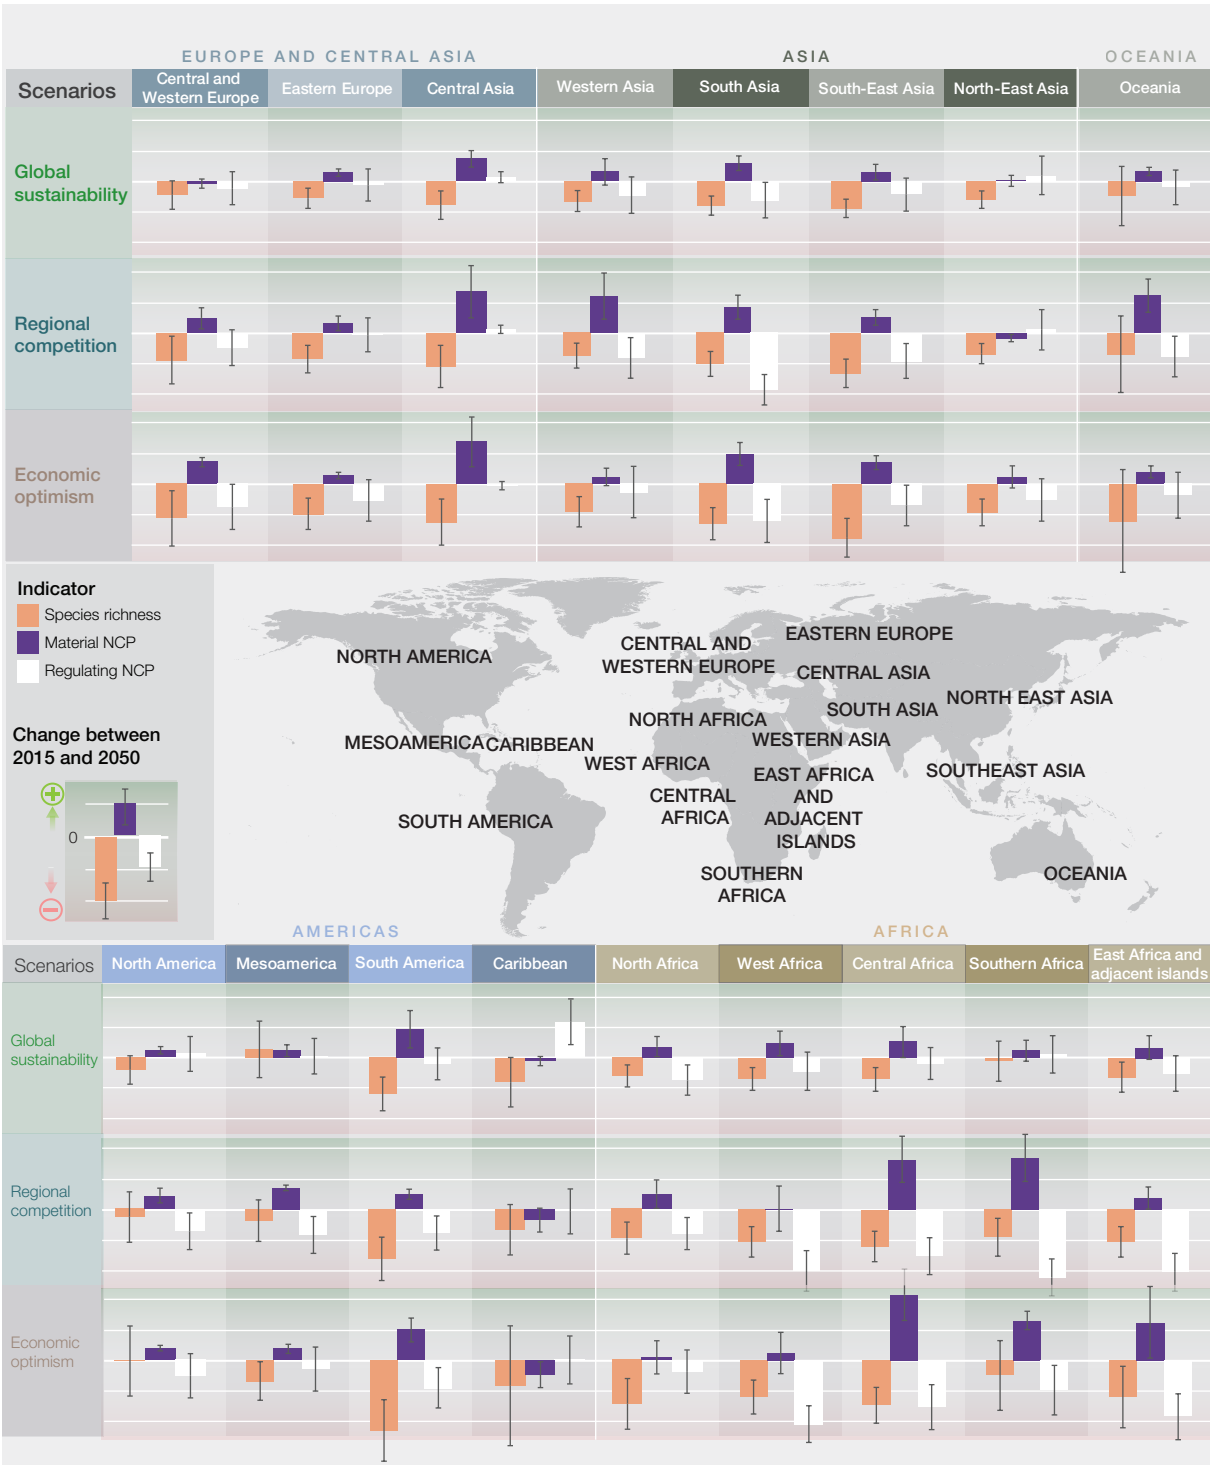 EUROPE AND CENTRAL ASIA
ASIA
OCEANIA
Scenarios
Central and
Western Europe
Eastern Europe
Central Asia
Western Asia
South Asia
South-East Asia
North-East Asia
Oceania
Global
sustainability
Regional
competition
Economic
optimism
Indicator
Species richness
Material NCP
Regulating NCP
Change between
2015 and 2050
0
NORTH AMERICA
CENTRAL AND
WESTERN EUROPE
EASTERN EUROPE
CENTRAL ASIA
NORTH EAST ASIA
SOUTH ASIA
NORTH AFRICA
WESTERN ASIA
MESOAMERICA
CARIBBEAN
WEST AFRICA
SOUTHEAST ASIA
EAST AFRICA
AND
ADJACENT
ISLANDS
CENTRAL
AFRICA
SOUTH AMERICA
SOUTHERN
AFRICA
OCEANIA
AMERICAS
AFRICA
Scenarios
North America
Mesoamerica
South America
Caribbean
North Africa
West Africa
Central Africa
Southern Africa
East Africa and
adjacent islands
Global
sustainability
Regional
competition
Economic
optimism